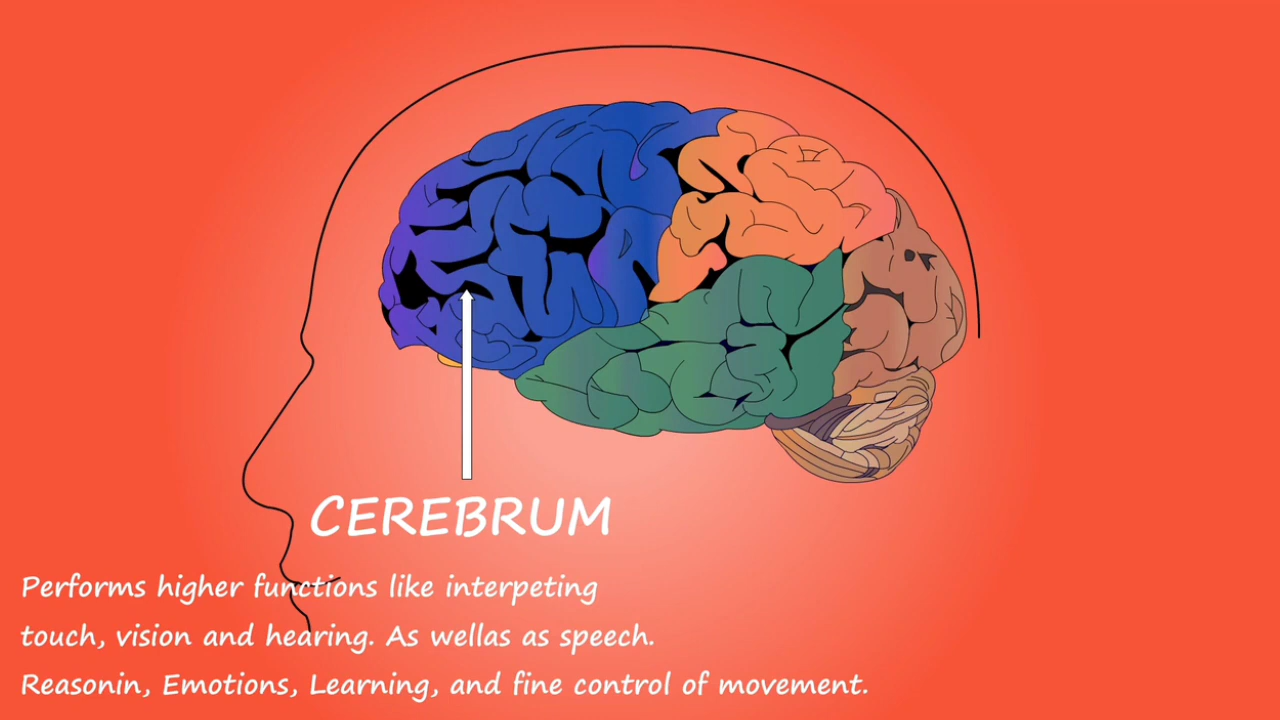 CEREBRUM
Performs higher functions like interpeting
touch, vision and hearing. As wellas as speech.
Reasonin, Emotions, Learning, and fine control of movement.